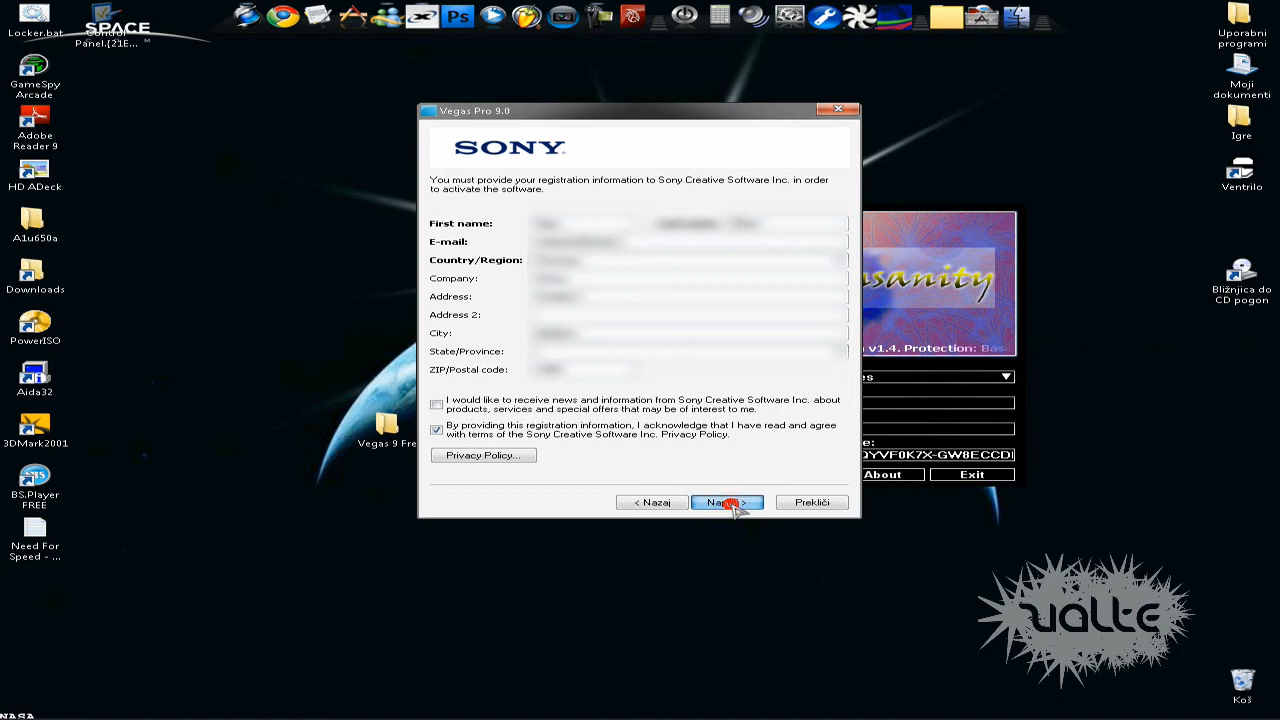 Locker.bat
Control
Panel.{21E...
SPACE
GameSpy
Arcade
Adobe
Reader 9
HD ADeck
A1u650a
Downloads
PowerISO
Aida32
3DMark2001
BS.Player
FREE
Need For
Speed - ...
NASA
Ps
Vegas 9 Fre
Vegas Pro 9.0
SONY
You must provide your registration information to Sony Creative Software Inc. in order
to activate the software.
First name:
E-mail:
Country/Region:
Company:
Address:
Address 2:
City:
State/Province:
ZIP/Postal code:
I would like to receive news and information from Sony Creative Software Inc. about
products, services and special offers that may be of interest to me.
By providing this registration information, I acknowledge that I have read and agree
with terms of the Sony Creative Software Inc. Privacy Policy.
Privacy Policy...
< Nazaj
Prekliči
nsanity
v1.4. Protection: Bas
es
e:
QYVF0K7X-GW8ECCD
About
Exit
Uporabni
programi
Moji
dokumenti
Igre
Ventrilo
Bližnjica do
CD pogon
valte
Koš